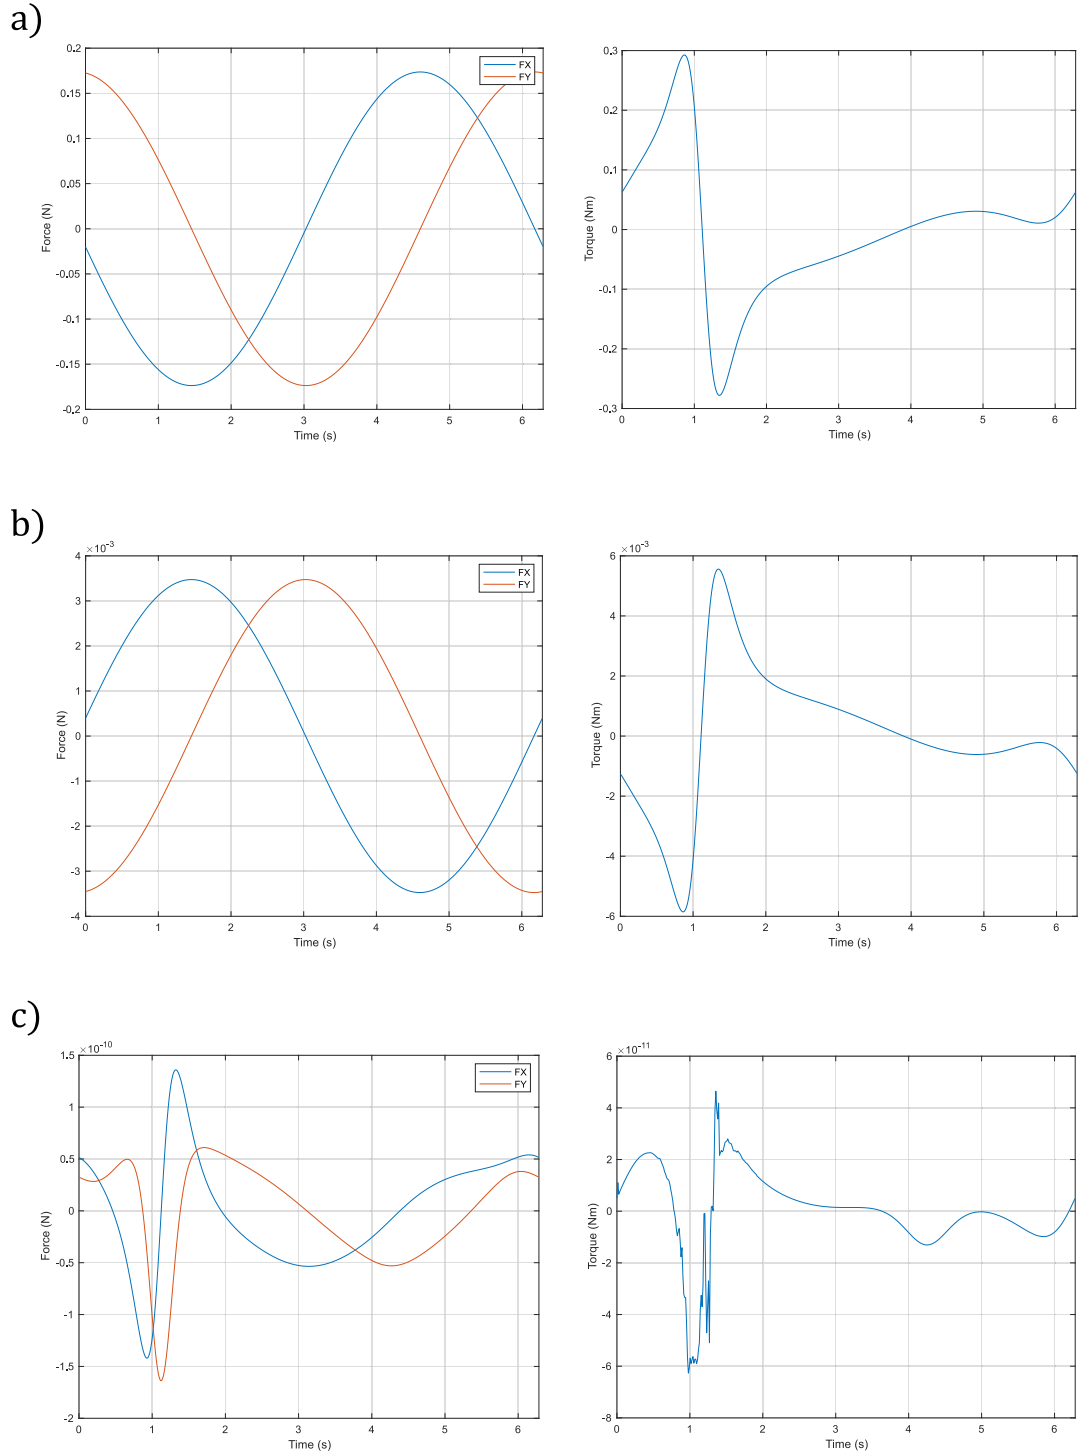 a)
0.2
0.15
0.1
0.05
0
-0.05
-0.1
-0.15
-0.2
Force (N)
0 1 2 3 4 5 6
Time (s)
FX
FY
0.3
0.2
0.1
0
-0.1
-0.2
-0.3
Torque (Nm)
0 1 2 3 4 5 6
Time (s)
b)
×10-3
4
3
2
1
0
-1
-2
-3
-4
Force (N)
0 1 2 3 4 5 6
Time (s)
FX
FY
×10-3
6
4
2
0
-2
-4
-6
Torque (Nm)
0 1 2 3 4 5 6
Time (s)
c)
×10-10
1.5
1
0.5
0
-0.5
-1
-1.5
-2
Force (N)
0 1 2 3 4 5 6
Time (s)
FX
FY
×10-11
6
4
2
0
-2
-4
-6
-8
Torque (Nm)
0 1 2 3 4 5 6
Time (s)